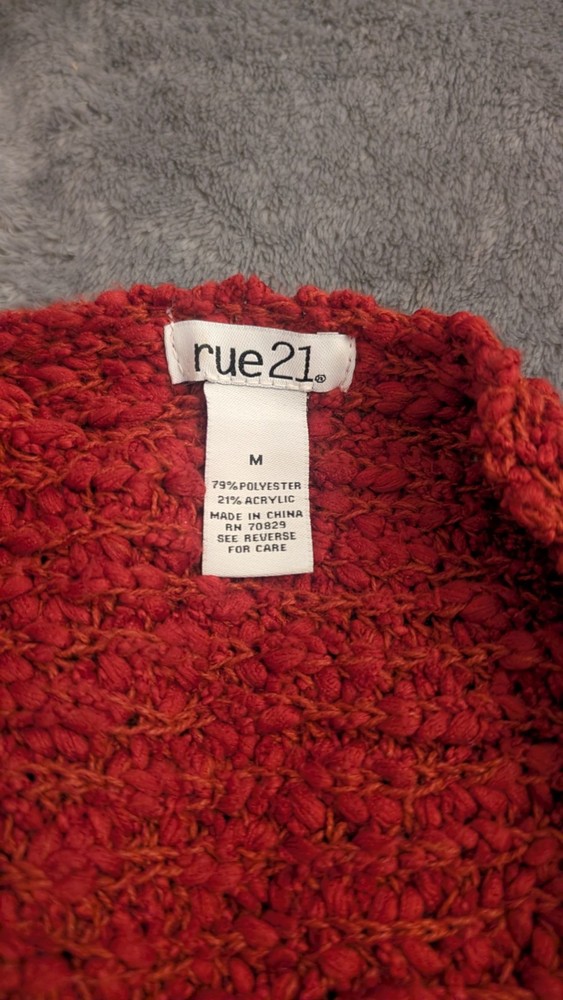 rue21®
M
79% POLYESTER
21% ACRYLIC
MADE IN CHINA
RN 70829
SEE REVERSE
FOR CARE